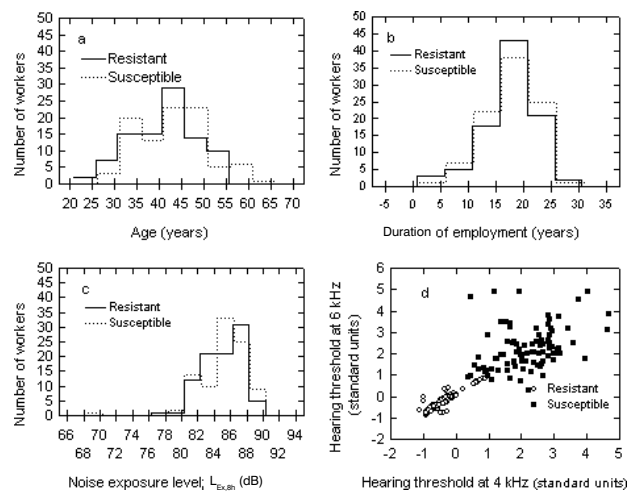 a
Resistant
Susceptible
Number of workers
50
45
40
35
30
25
20
15
10
5
0
20 25 30 35 40 45 50 55 60 65 70
Age (years)
b
Resistant
Susceptible
Number of workers
50
45
40
35
30
25
20
15
10
5
0
-5 0 5 10 15 20 25 30 35
Duration of employment (years)
c
Resistant
Susceptible
Number of workers
50
45
40
35
30
25
20
15
10
5
0
66 70 74 78 82 86 90 94
68 72 76 80 84 88 92
Noise exposure level; LEx,8h (dB)
d
Resistant
Susceptible
Hearing threshold at 6 kHz
(standard units)
6
5
4
3
2
1
0
-1
-2
-2 -1 0 1 2 3 4 5
Hearing threshold at 4 kHz (standard units)